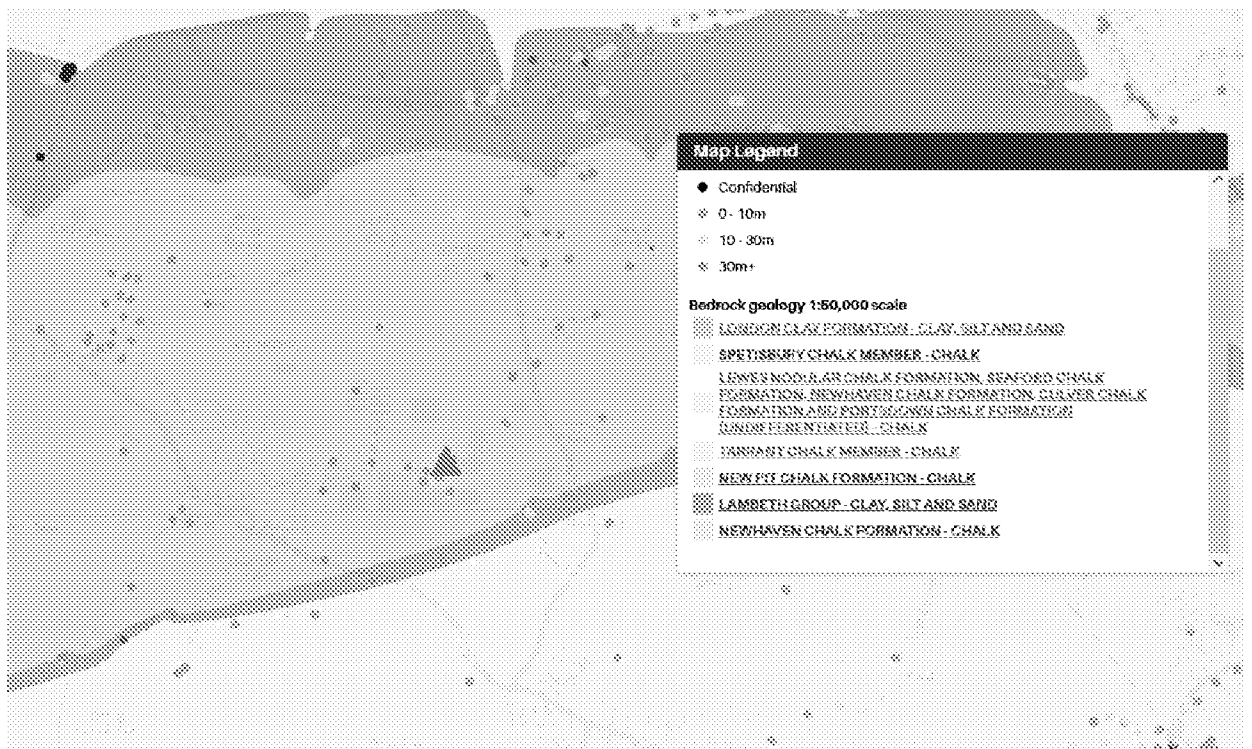 Map Legend
Confidential
0 - 10m
10 - 30m
30m+
Bedrock geology 1:50,000 scale
LONDON CLAY FORMATION - CLAY, SILT AND SAND
SPETISBURY CHALK MEMBER - CHALK
LEWES NODULAR CHALK FORMATION, SEAFORD CHALK
FORMATION, NEWHAVEN CHALK FORMATION, CULVER CHALK
FORMATION AND PORTSDOWN CHALK FORMATION
(UNDIFFERENTIATED) - CHALK
TARRANT CHALK MEMBER - CHALK
NEW PIT CHALK FORMATION - CHALK
LAMBETH GROUP - CLAY, SILT AND SAND
NEWHAVEN CHALK FORMATION - CHALK